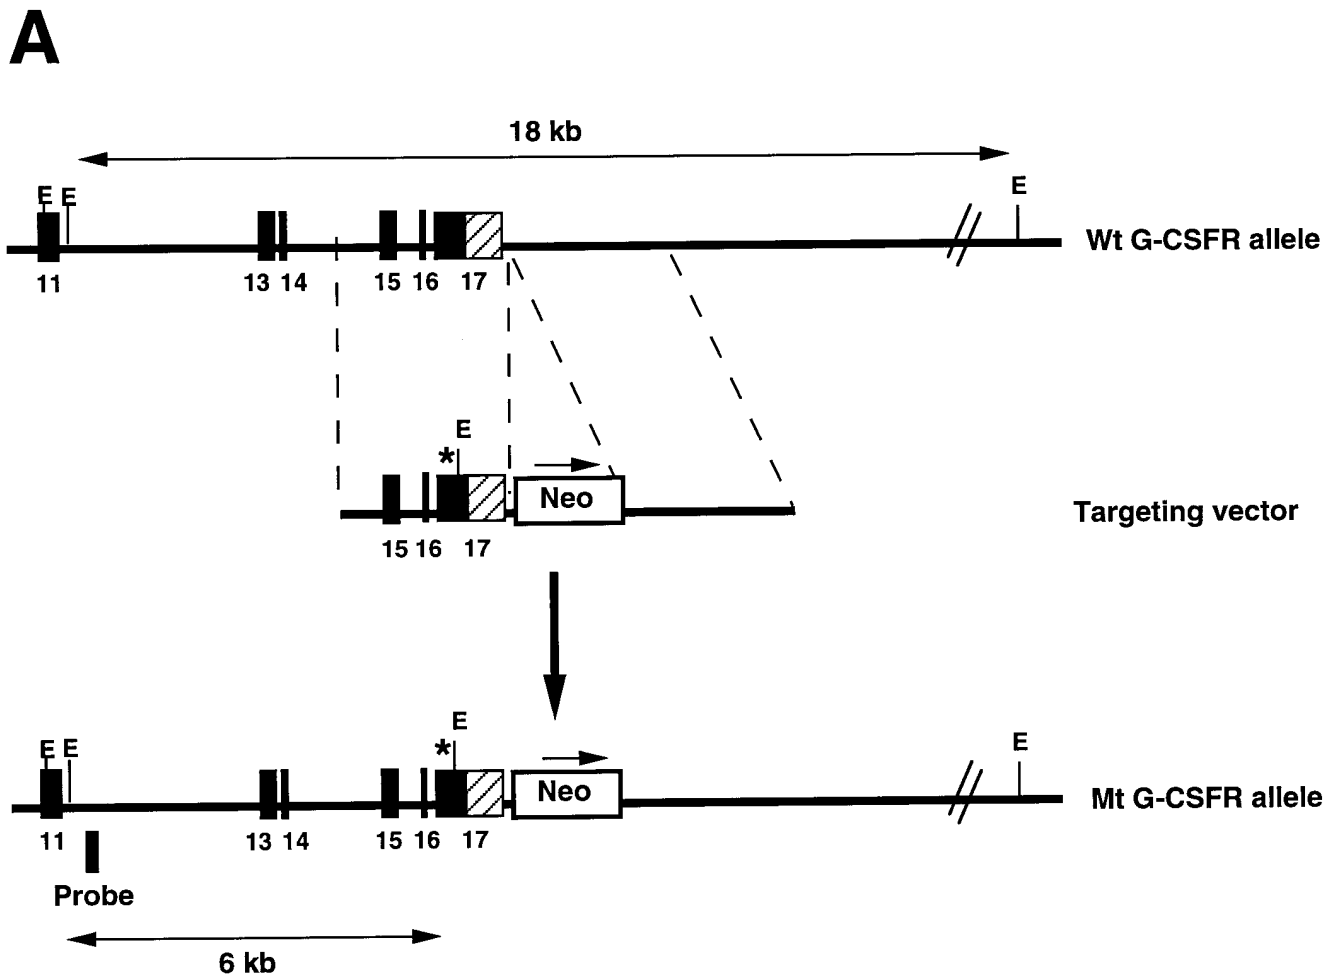 A
18 kb
E E E
Wt G-CSFR allele
11 13 14 15 16 17
E
*
Neo
Targeting vector
15 16 17
E
E E * E
Neo
Mt G-CSFR allele
11 13 14 15 16 17
Probe
6 kb